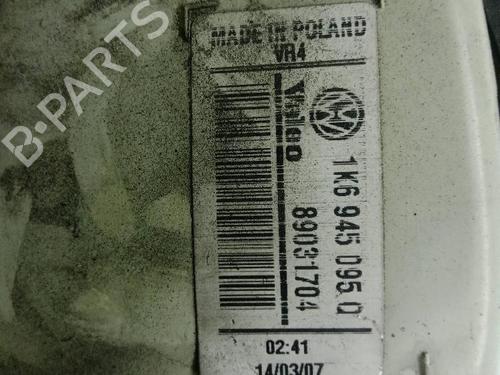 MADE IN POLAND
VR4
Valeo
1K6 945 095 Q
89031704
02:41
14/03/07
B-PARTS